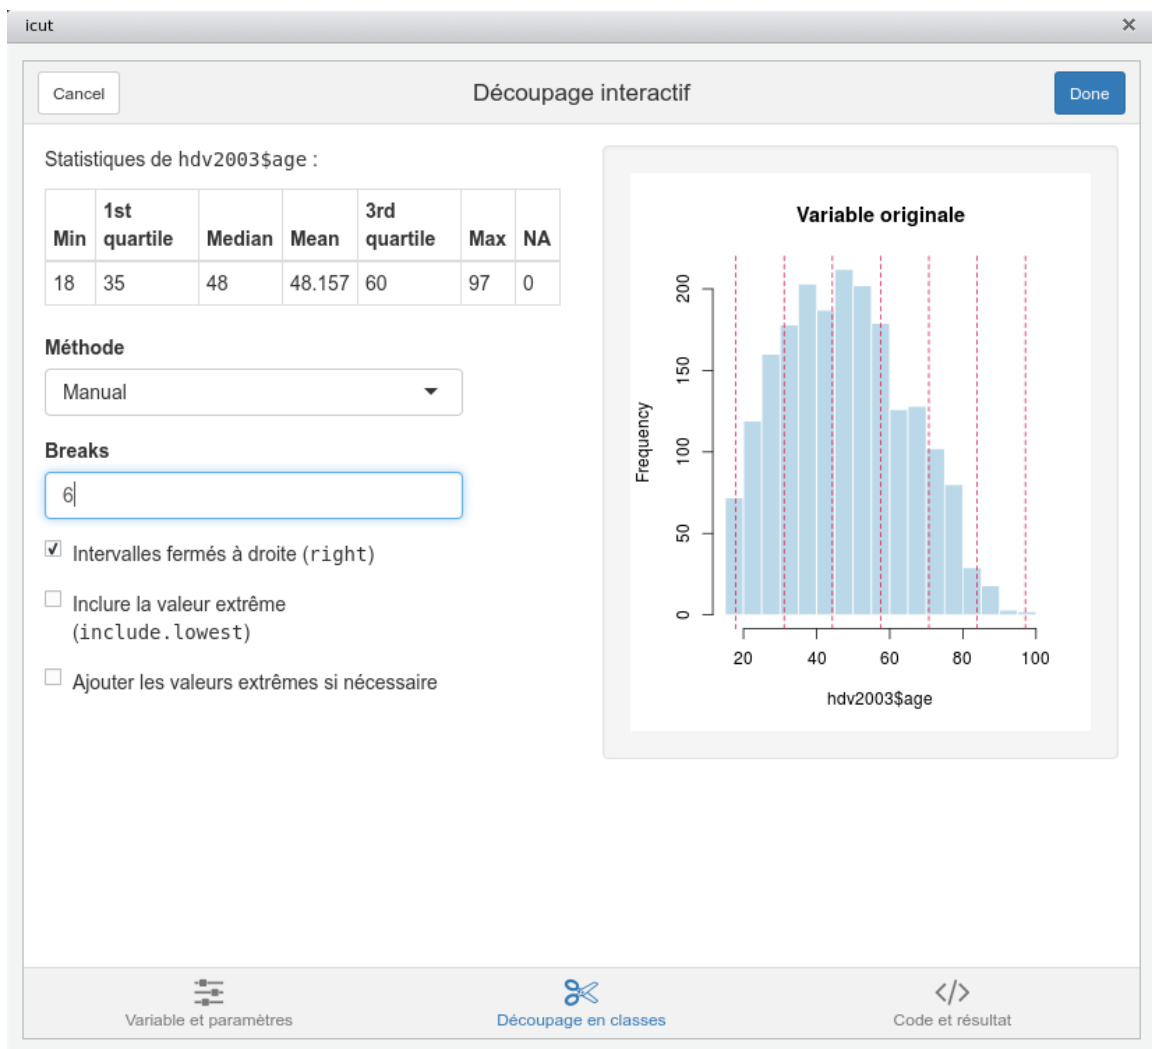 icut
Cancel
Découpage interactif
Done
Statistiques de hdv2003$age :
Min 1st quartile Median Mean 3rd quartile Max NA
18 35 48 48.157 60 97 0
Méthode
Manual
Breaks
6
Intervalles fermés à droite (right)
Inclure la valeur extrême
(include.lowest)
Ajouter les valeurs extrêmes si nécessaire
Variable originale
Frequency
200
150
100
50
0
20 40 60 80 100
hdv2003$age
Variable et paramètres
Découpage en classes
Code et résultat